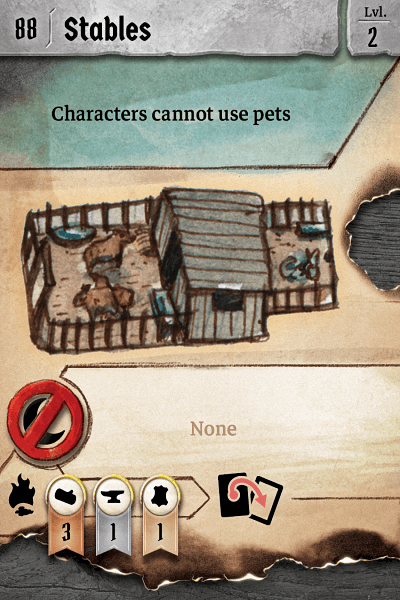 88 Stables
Lvl.
2
Characters cannot use pets
None
3 1 1